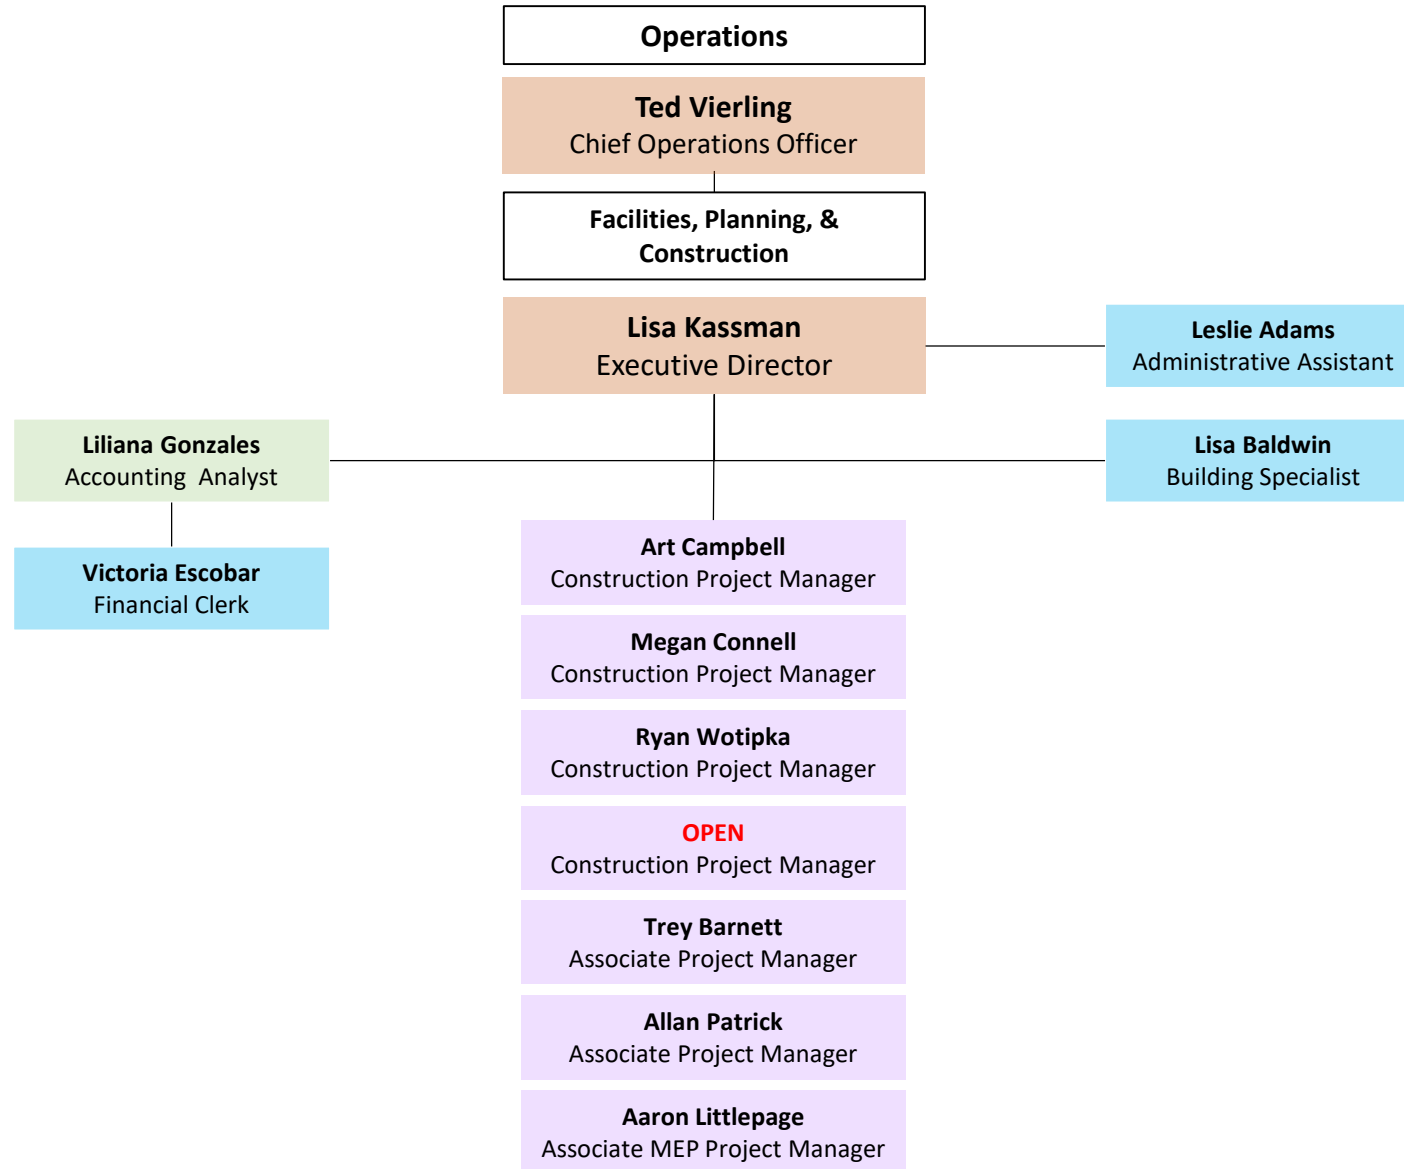 Operations
Ted Vierling
Chief Operations Officer
Facilities, Planning, &
Construction
Lisa Kassman
Executive Director
Leslie Adams
Administrative Assistant
Liliana Gonzales
Accounting  Analyst
Lisa Baldwin
Building Specialist
Victoria Escobar
Financial Clerk
Art Campbell
Construction Project Manager
Megan Connell
Construction Project Manager
Ryan Wotipka
Construction Project Manager
OPEN
Construction Project Manager
Trey Barnett
Associate Project Manager
Allan Patrick
Associate Project Manager
Aaron Littlepage
Associate MEP Project Manager